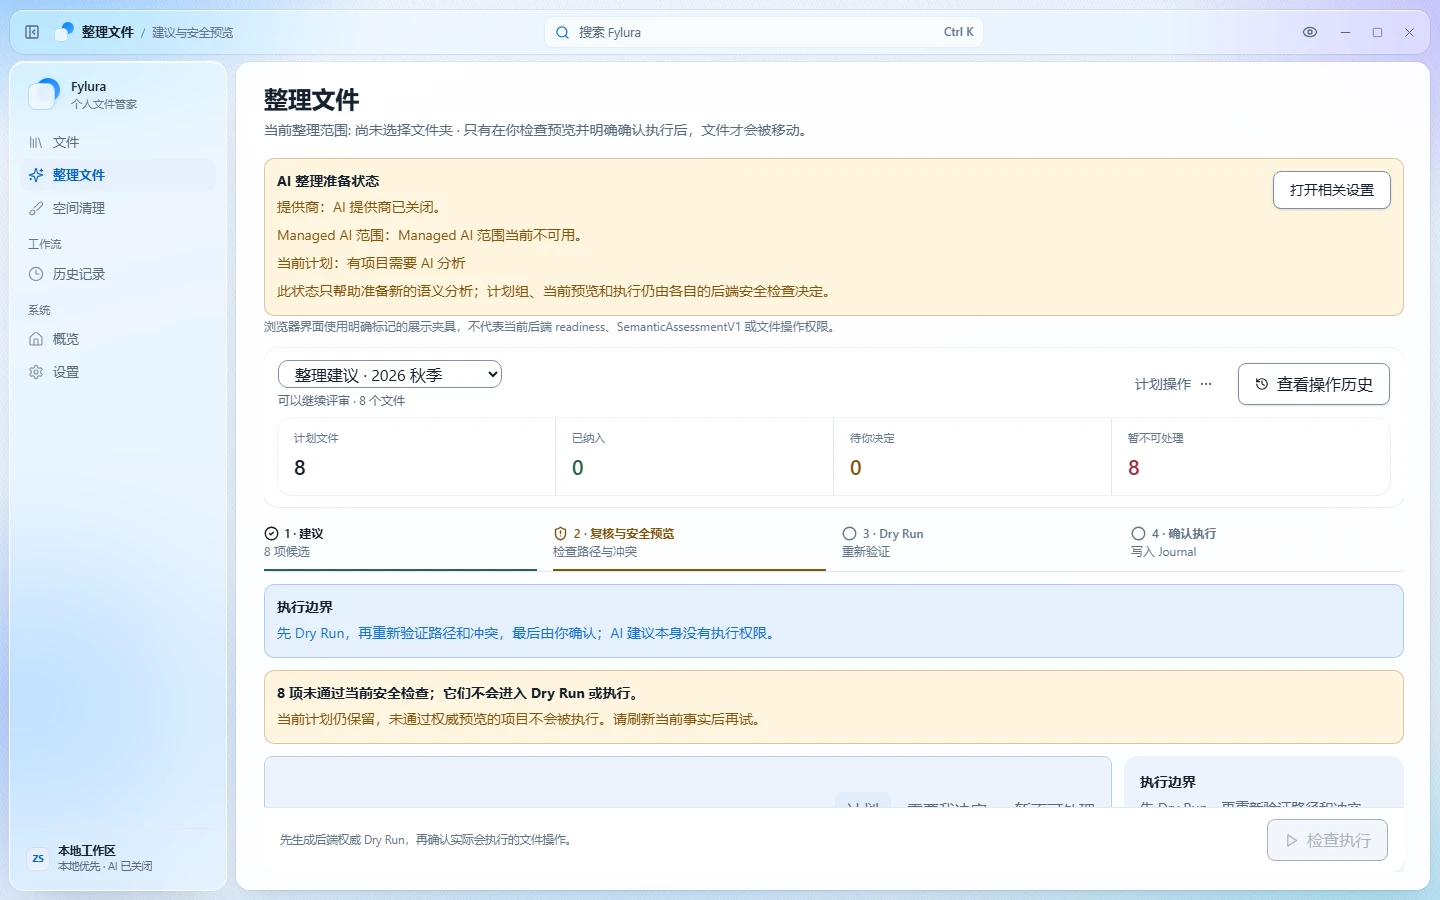 整理文件 / 建议与安全预览
搜索 Fylura
Ctrl K
Fylura
个人文件管家
文件
整理文件
空间清理
工作流
历史记录
系统
概览
设置
ZS
本地工作区
本地优先 · AI 已关闭
整理文件
当前整理范围: 尚未选择文件夹 · 只有在你检查预览并明确确认执行后，文件才会被移动。
AI 整理准备状态
打开相关设置
提供商：AI 提供商已关闭。
Managed AI 范围：Managed AI 范围当前不可用。
当前计划：有项目需要 AI 分析
此状态只帮助准备新的语义分析；计划组、当前预览和执行仍由各自的后端安全检查决定。
浏览器界面使用明确标记的展示夹具，不代表当前后端 readiness、SemanticAssessmentV1 或文件操作权限。
整理建议 · 2026 秋季
可以继续评审 · 8 个文件
计划操作 ···
查看操作历史
计划文件
8
已纳入
0
待你决定
0
暂不可处理
8
1 · 建议
8 项候选
2 · 复核与安全预览
检查路径与冲突
3 · Dry Run
重新验证
4 · 确认执行
写入 Journal
执行边界
先 Dry Run，再重新验证路径和冲突，最后由你确认；AI 建议本身没有执行权限。
8 项未通过当前安全检查；它们不会进入 Dry Run 或执行。
当前计划仍保留，未通过权威预览的项目不会被执行。请刷新当前事实后再试。
执行边界
先 Dry Run，再重新验证路径和冲突
先生成后端权威 Dry Run，再确认实际会执行的文件操作。
检查执行